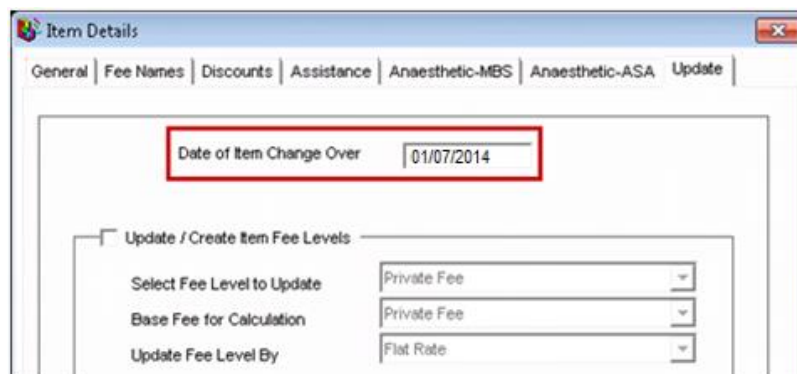 Item Details
General Fee Names Discounts Assistance Anaesthetic-MBS Anaesthetic-ASA Update
Date of Item Change Over 01/07/2014
Update / Create Item Fee Levels
Select Fee Level to Update Private Fee
Base Fee for Calculation Private Fee
Update Fee Level By Flat Rate